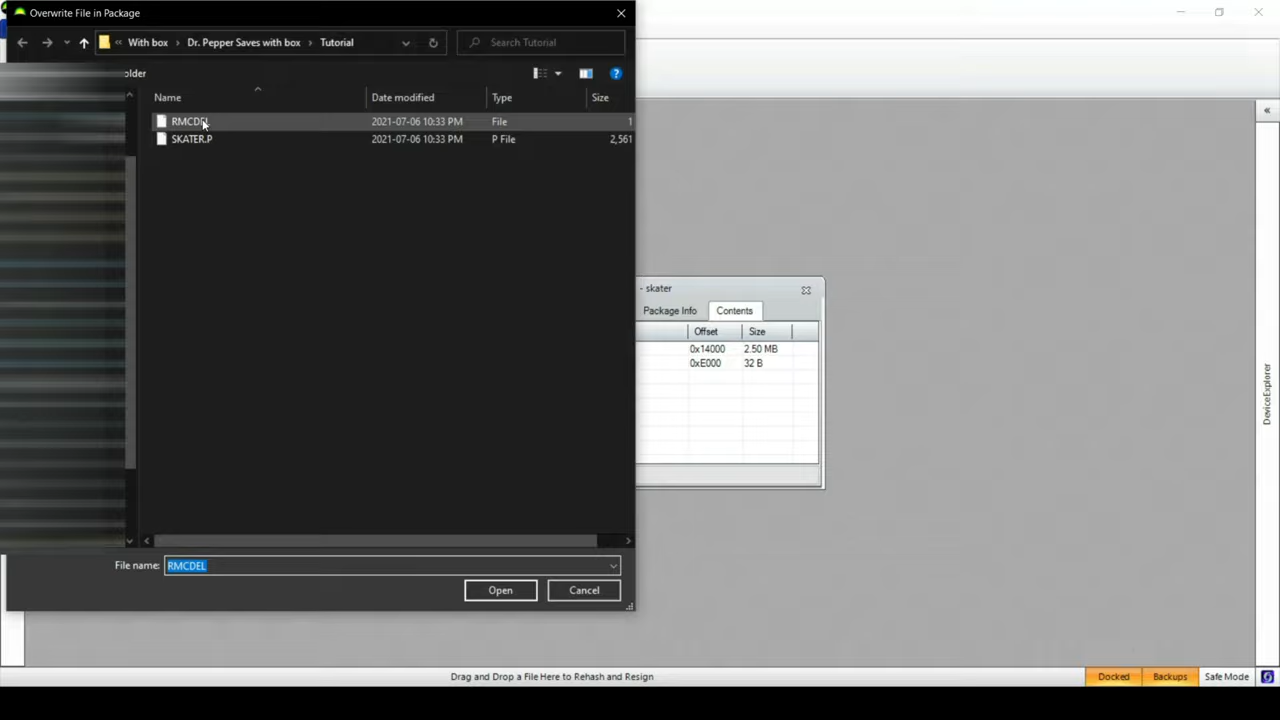 Overwrite File in Package
« With box > Dr. Pepper Saves with box > Tutorial
Search Tutorial
older
Name Date modified Type Size
RMCDEL 2021-07-06 10:33 PM File 1
SKATER.P 2021-07-06 10:33 PM P File 2,561
- skater
Package Info Contents
Offset Size
0x14000 2.50 MB
0xE000 32 B
DeviceExplorer
File name: RMCDEL
Open Cancel
Drag and Drop a File Here to Rehash and Resign
Docked Backups Safe Mode